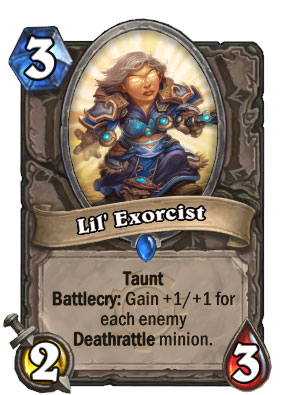 3
Lil' Exorcist
Taunt
Battlecry: Gain +1/+1 for
each enemy
Deathrattle minion.
2
3